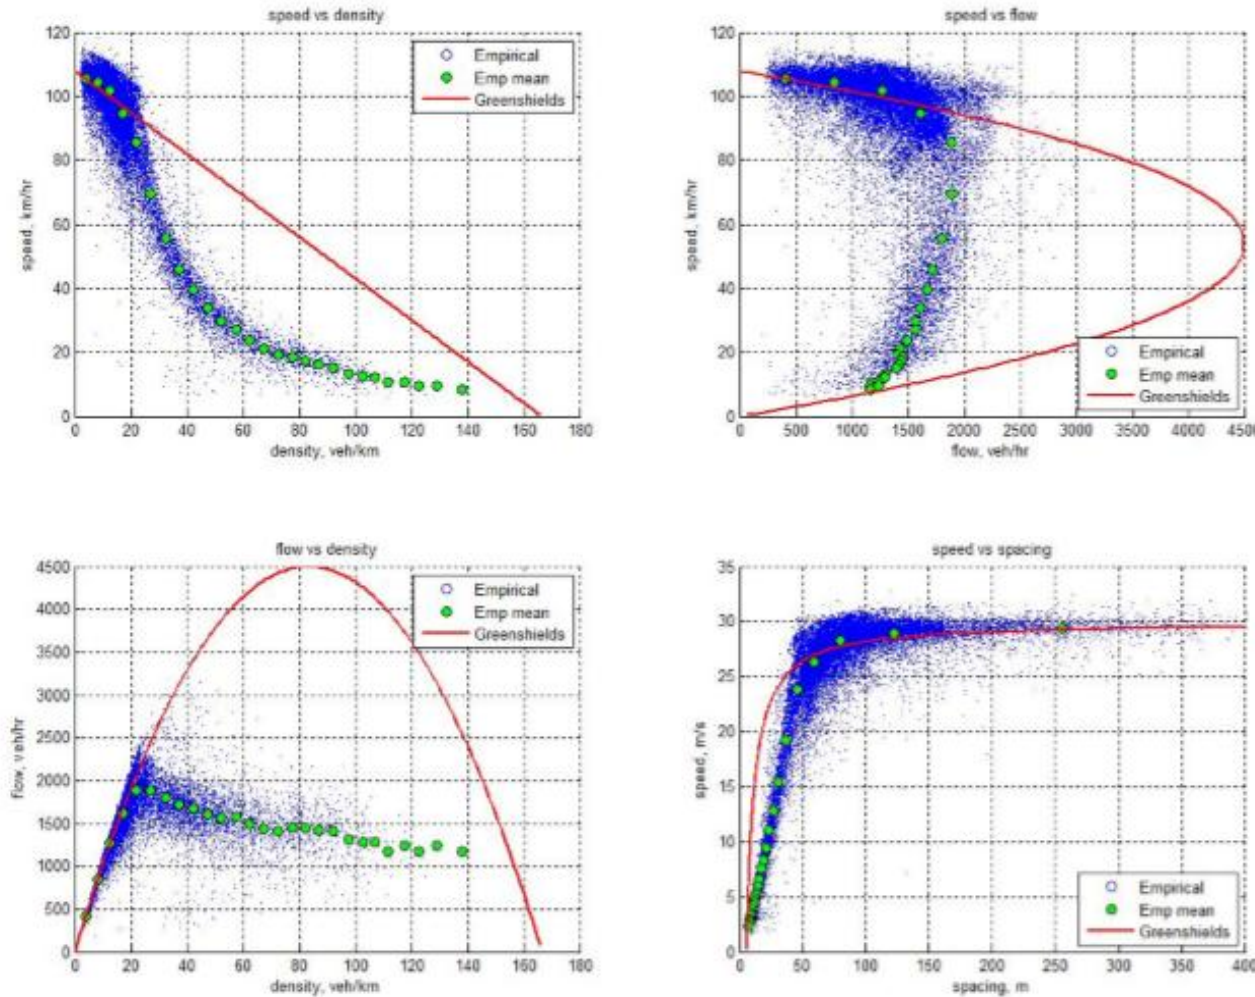 speed vs density
120
100
80
60
40
20
0
speed, km/hr
Empirical
Emp mean
Greenshields
0 20 40 60 80 100 120 140 160 180
density, veh/km
speed vs flow
120
100
80
60
40
20
0
speed, km/hr
Empirical
Emp mean
Greenshields
0 500 1000 1500 2000 2500 3000 3500 4000 4500
flow, veh/hr
flow vs density
4500
4000
3500
3000
2500
2000
1500
1000
500
0
flow, veh/hr
Empirical
Emp mean
Greenshields
0 20 40 60 80 100 120 140 160 180
density, veh/km
speed vs spacing
35
30
25
20
15
10
5
0
speed, m/s
Empirical
Emp mean
Greenshields
0 50 100 150 200 250 300 350 400
spacing, m